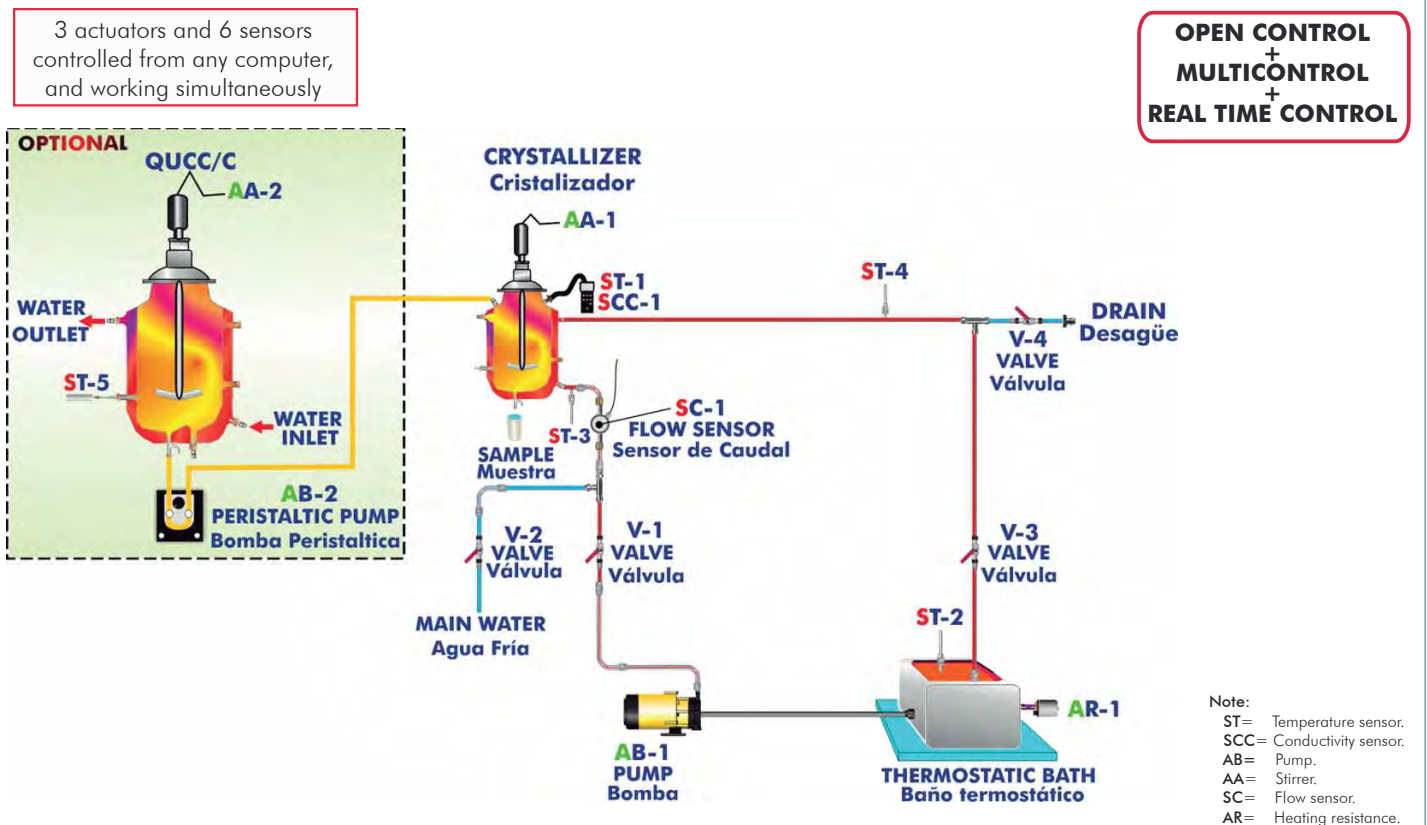 3 actuators and 6 sensors
controlled from any computer,
and working simultaneously
OPEN CONTROL
+
MULTICONTROL
+
REAL TIME CONTROL
OPTIONAL
QUCC/C
AA-2
WATER
OUTLET
ST-5
WATER
INLET
AB-2
PERISTALTIC PUMP
Bomba Peristaltica
CRYSTALLIZER
Cristalizador
AA-1
ST-1
SCC-1
ST-4
DRAIN
Desagüe
V-4
VALVE
Válvula
SC-1
FLOW SENSOR
Sensor de Caudal
ST-3
SAMPLE
Muestra
V-2
VALVE
Válvula
V-1
VALVE
Válvula
V-3
VALVE
Válvula
MAIN WATER
Agua Fría
ST-2
AR-1
AB-1
PUMP
Bomba
THERMOSTATIC BATH
Baño termostático
Note:
ST= Temperature sensor.
SCC= Conductivity sensor.
AB= Pump.
AA= Stirrer.
SC= Flow sensor.
AR= Heating resistance.